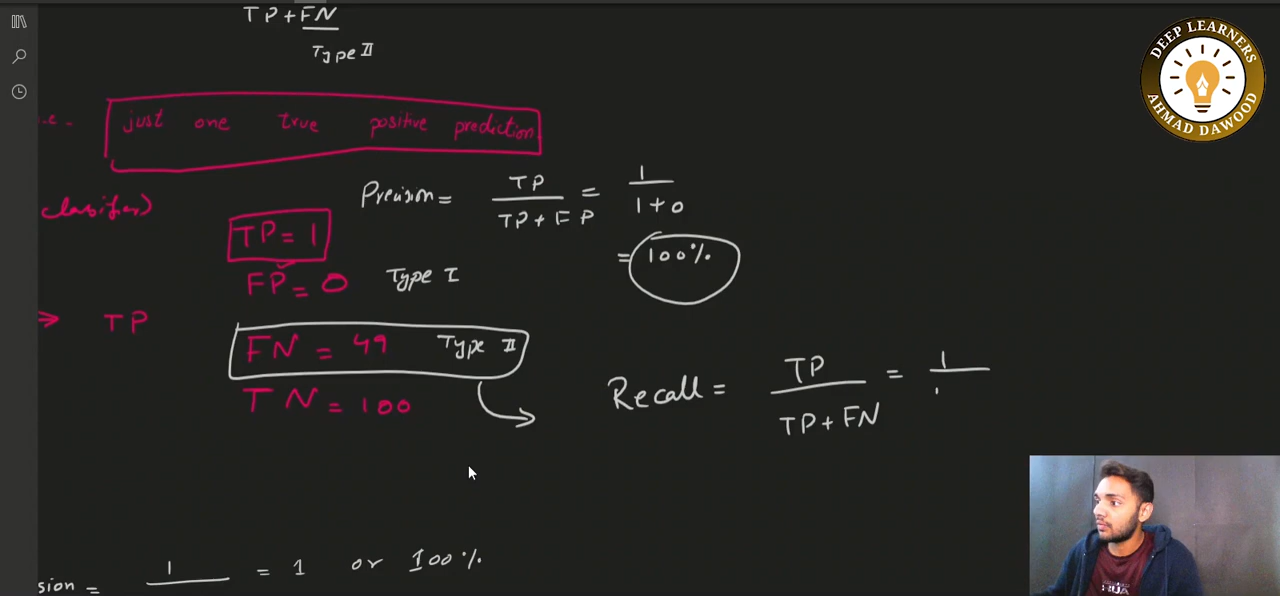 TP + FN
Type II
i.e. just one true positive prediction
classifier)
Precision = TP / TP + FP = 1 / 1 + 0
= 100%
TP = 1
FP = 0 Type I
TP
FN = 49 Type II
TN = 100
Recall = TP / TP + FN = 1
sion = 1 = 1 or 100%
DEEP LEARNERS
AHMAD DAWOOD